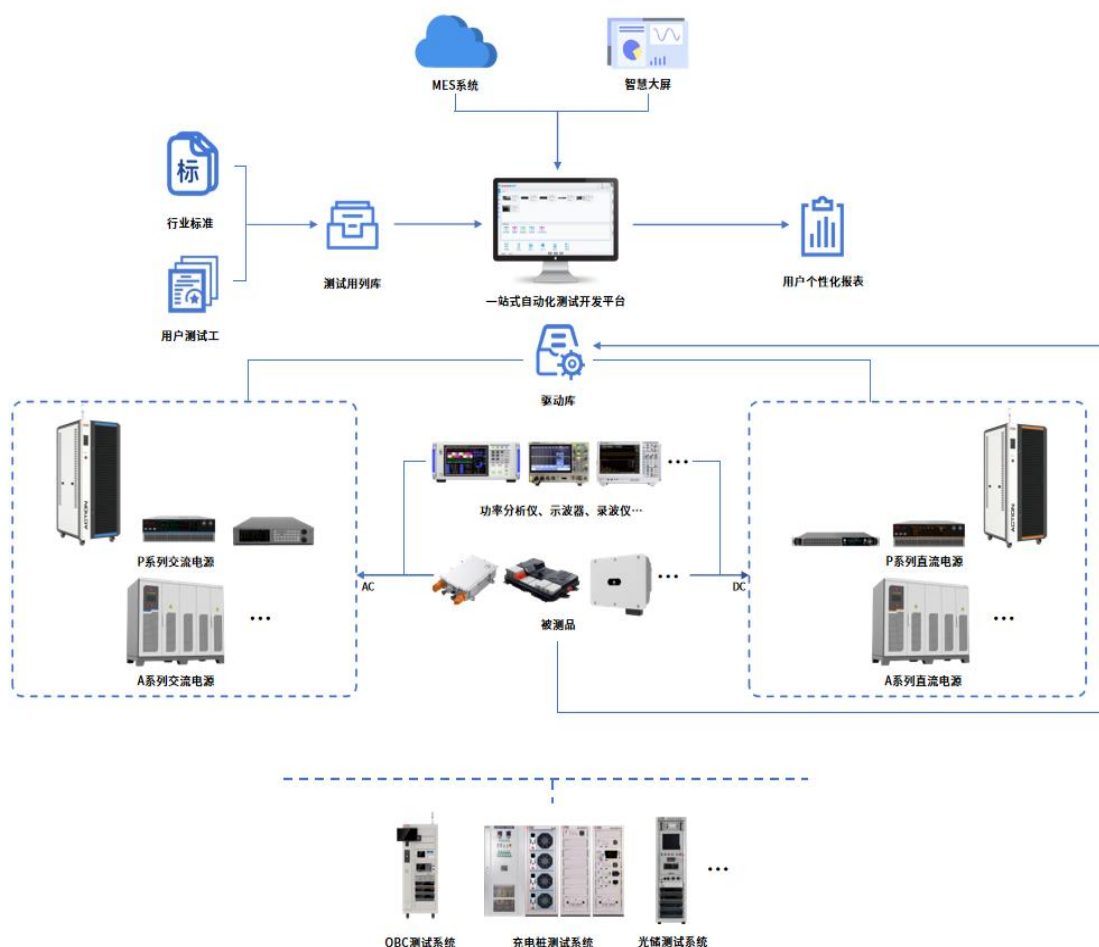 MES系统
智慧大屏
标
行业标准
测试用列库
用户个性化报表
一站式自动化测试开发平台
用户测试工
驱动库
ACTION
ACTION
功率分析仪、示波器、录波仪…
P系列交流电源
P系列直流电源
AC
DC
被测品
A系列交流电源
A系列直流电源
OBC测试系统
充电桩测试系统
光储测试系统